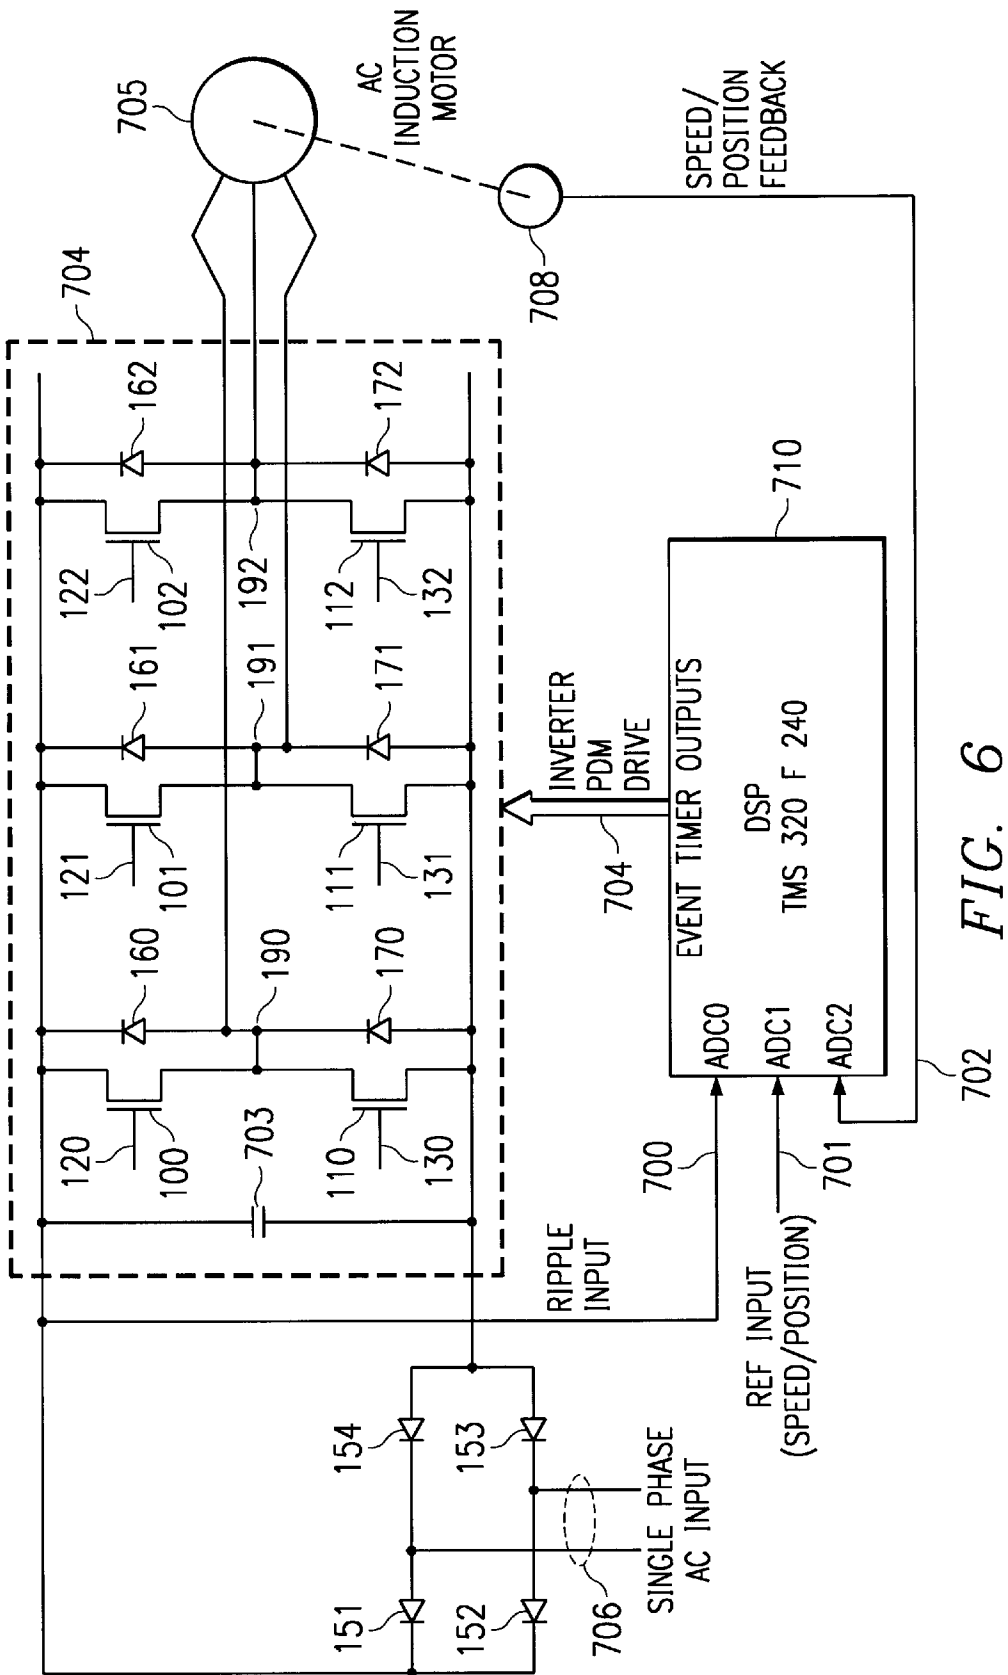 704
705
AC
INDUCTION
MOTOR
708
SPEED/
POSITION
FEEDBACK
162
172
122
102
192
112
132
161
191
171
121
101
111
131
160
190
170
120
100
703
110
130
INVERTER
PDM
DRIVE
704
710
EVENT TIMER OUTPUTS
DSP
TMS 320 F 240
ADC0
ADC1
ADC2
700
701
702
RIPPLE
INPUT
REF INPUT
(SPEED/POSITION)
154
153
151
152
706
SINGLE PHASE
AC INPUT
FIG. 6